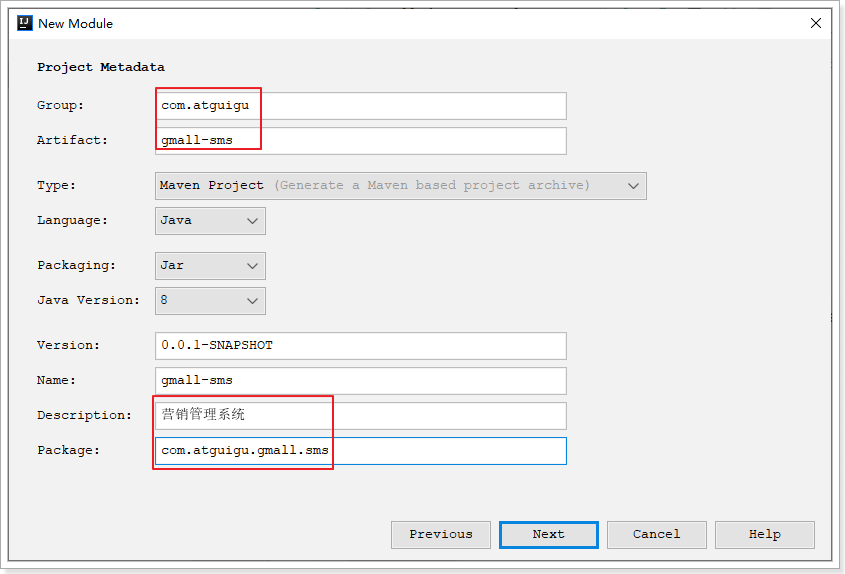 New Module
Project Metadata
Group: com.atguigu
Artifact: gmall-sms
Type: Maven Project (Generate a Maven based project archive)
Language: Java
Packaging: Jar
Java Version: 8
Version: 0.0.1-SNAPSHOT
Name: gmall-sms
Description: 营销管理系统
Package: com.atguigu.gmall.sms
Previous Next Cancel Help